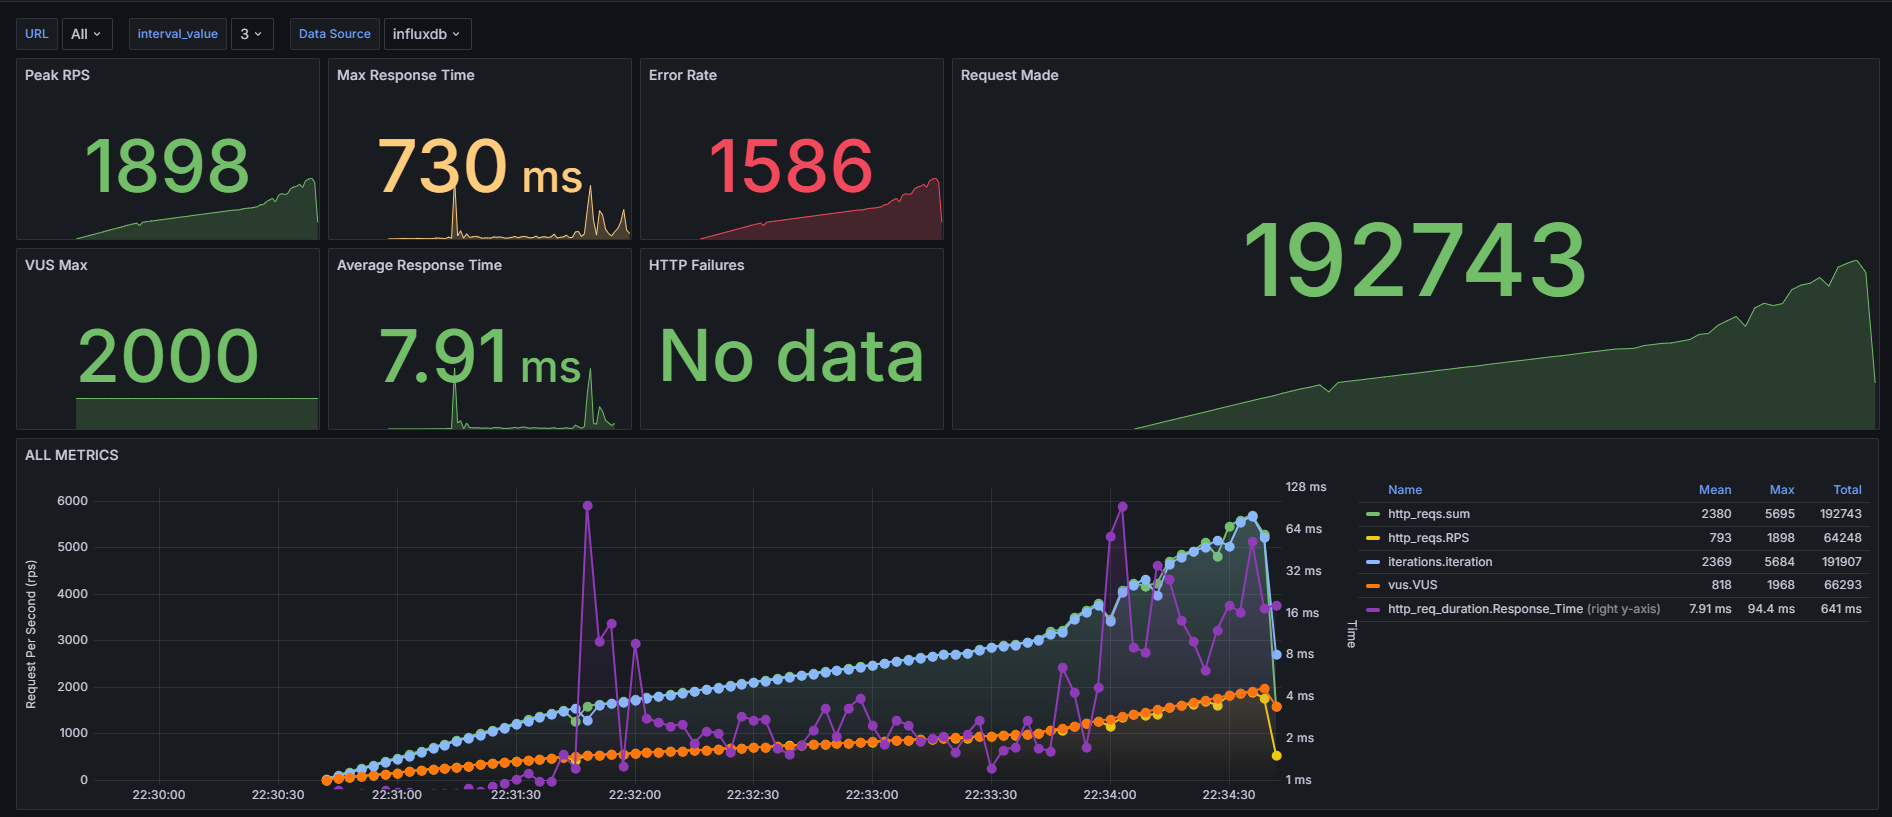 URL All interval_value 3 Data Source influxdb
Peak RPS
1898
Max Response Time
730 ms
Error Rate
1586
Request Made
192743
VUS Max
2000
Average Response Time
7.91 ms
HTTP Failures
No data
ALL METRICS
Request Per Second (rps)
6000
5000
4000
3000
2000
1000
0
22:30:00 22:30:30 22:31:00 22:31:30 22:32:00 22:32:30 22:33:00 22:33:30 22:34:00 22:34:30
128 ms
64 ms
32 ms
16 ms
8 ms
4 ms
2 ms
1 ms
Time
Name Mean Max Total
http_reqs.sum 2380 5695 192743
http_reqs.RPS 793 1898 64248
iterations.iteration 2369 5684 191907
vus.VUS 818 1968 66293
http_req_duration.Response_Time (right y-axis) 7.91 ms 94.4 ms 641 ms